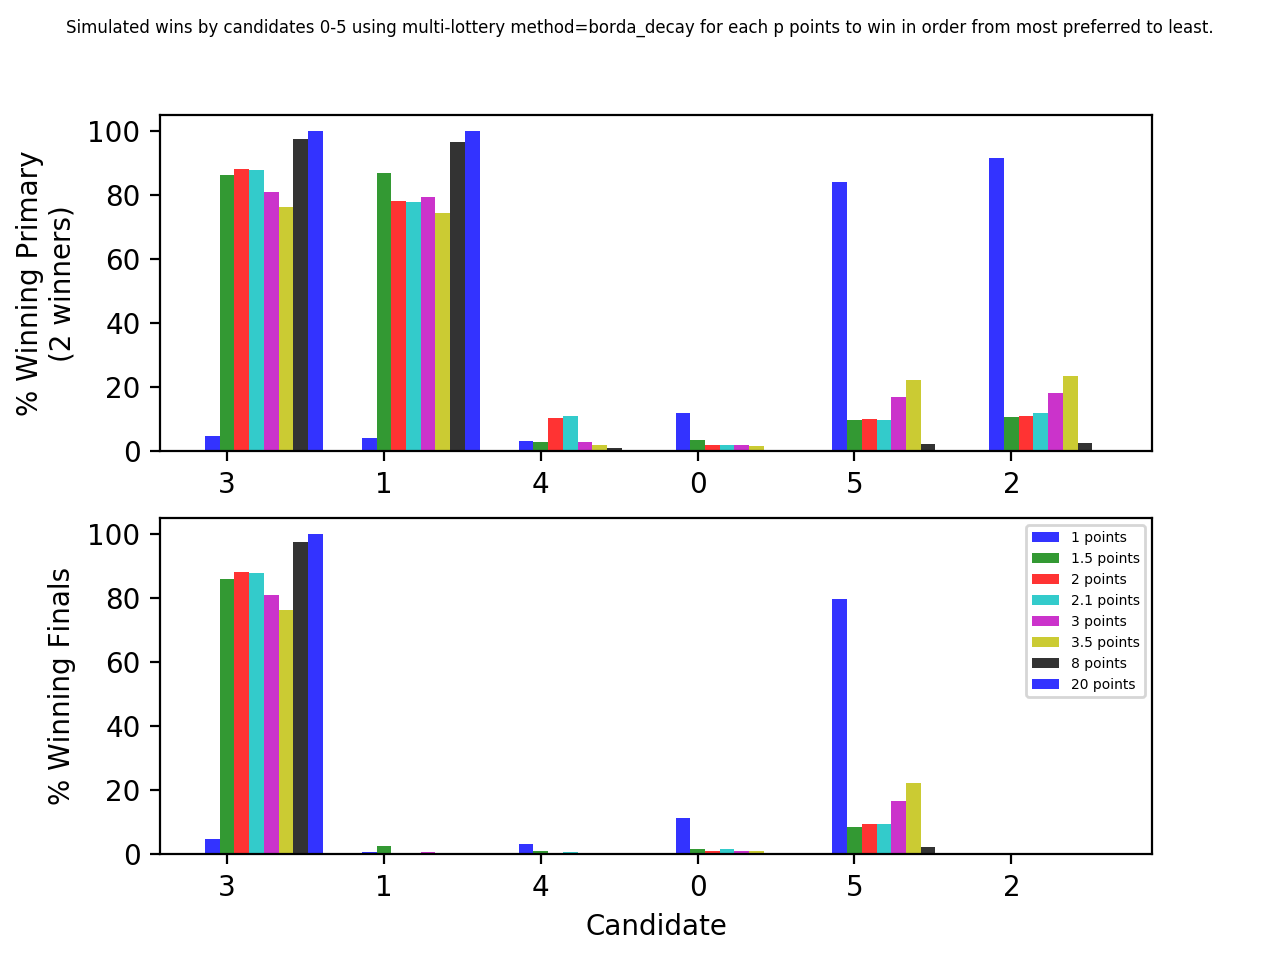 Simulated wins by candidates 0-5 using multi-lottery method=borda_decay for each p points to win in order from most preferred to least.
% Winning Primary
(2 winners)
100
80
60
40
20
0
3 1 4 0 5 2
% Winning Finals
100
80
60
40
20
0
1 points
1.5 points
2 points
2.1 points
3 points
3.5 points
8 points
20 points
3 1 4 0 5 2
Candidate